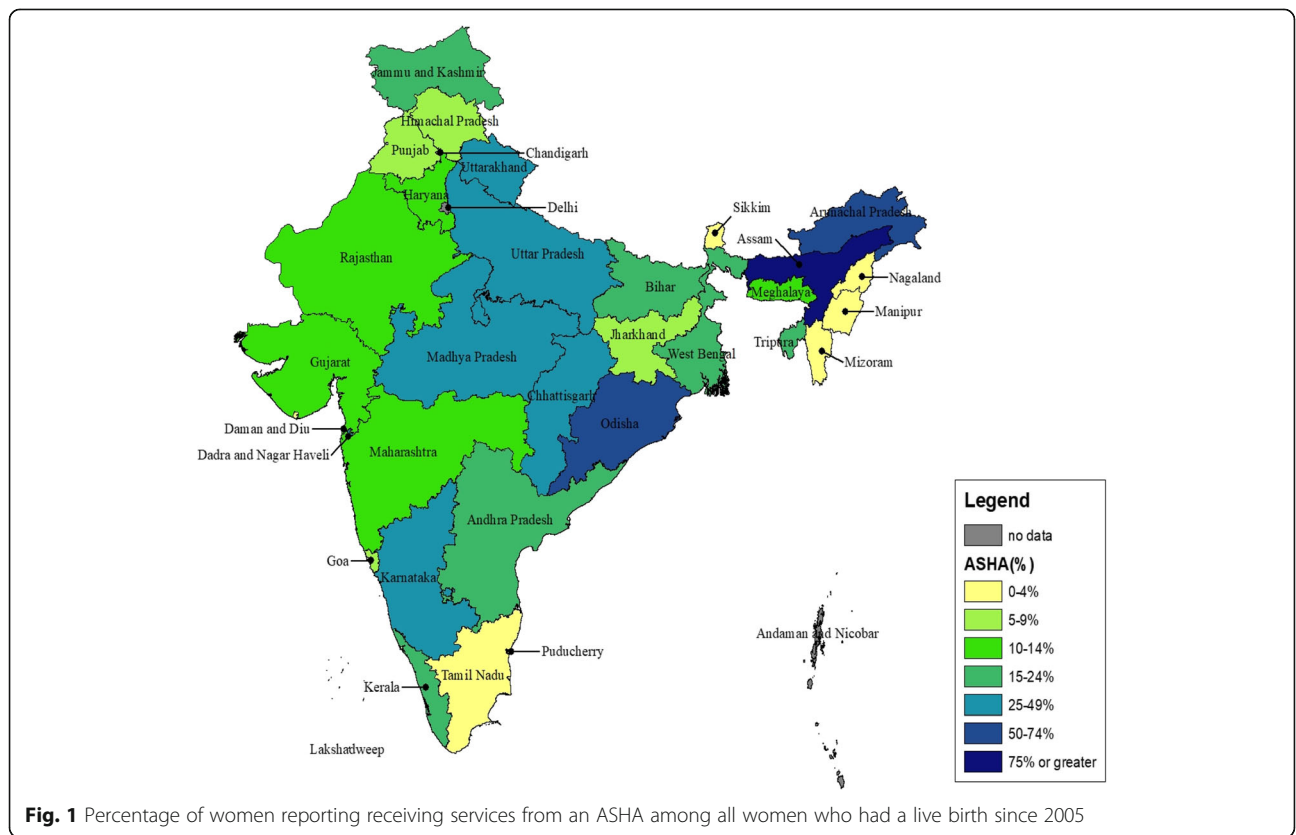 Jammu and Kashmir
Himachal Pradesh
Punjab
Chandigarh
Uttarakhand
Haryana
Delhi
Sikkim
Arunachal Pradesh
Assam
Rajasthan
Uttar Pradesh
Nagaland
Bihar
Meghalaya
Manipur
Jharkhand
Tripura
Mizoram
Gujarat
Madhya Pradesh
West Bengal
Chhattisgarh
Odisha
Daman and Diu
Dadra and Nagar Haveli
Maharashtra
Andhra Pradesh
Goa
Karnataka
Andaman and Nicobar
Puducherry
Tamil Nadu
Kerala
Lakshadweep
Legend
no data
ASHA(%)
0-4%
5-9%
10-14%
15-24%
25-49%
50-74%
75% or greater
Fig. 1 Percentage of women reporting receiving services from an ASHA among all women who had a live birth since 2005